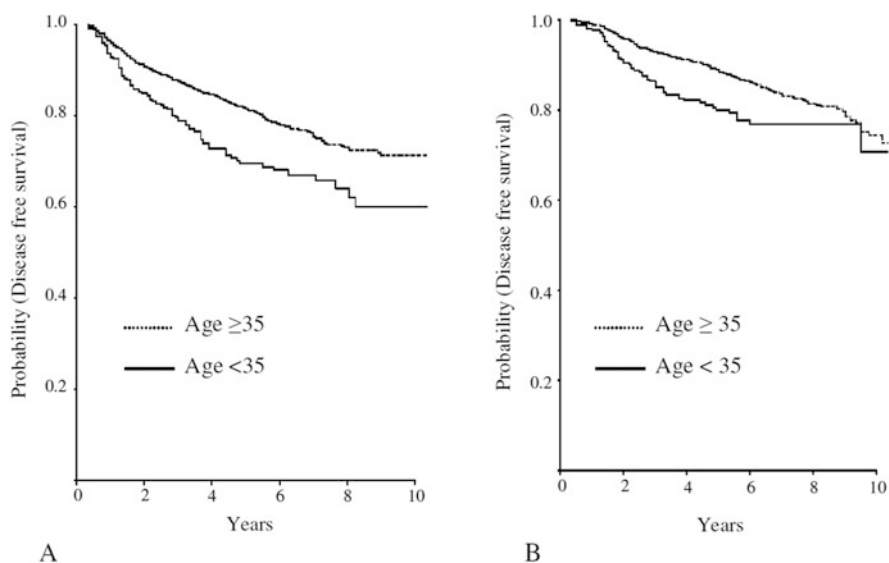 1.0
0.8
0.6
0.4
0.2
Probability (Disease free survival)
Age ≥35
Age <35
0 2 4 6 8 10
Years
A
1.0
0.8
0.6
0.4
0.2
Probability (Disease free survival)
Age ≥ 35
Age < 35
0 2 4 6 8 10
Years
B